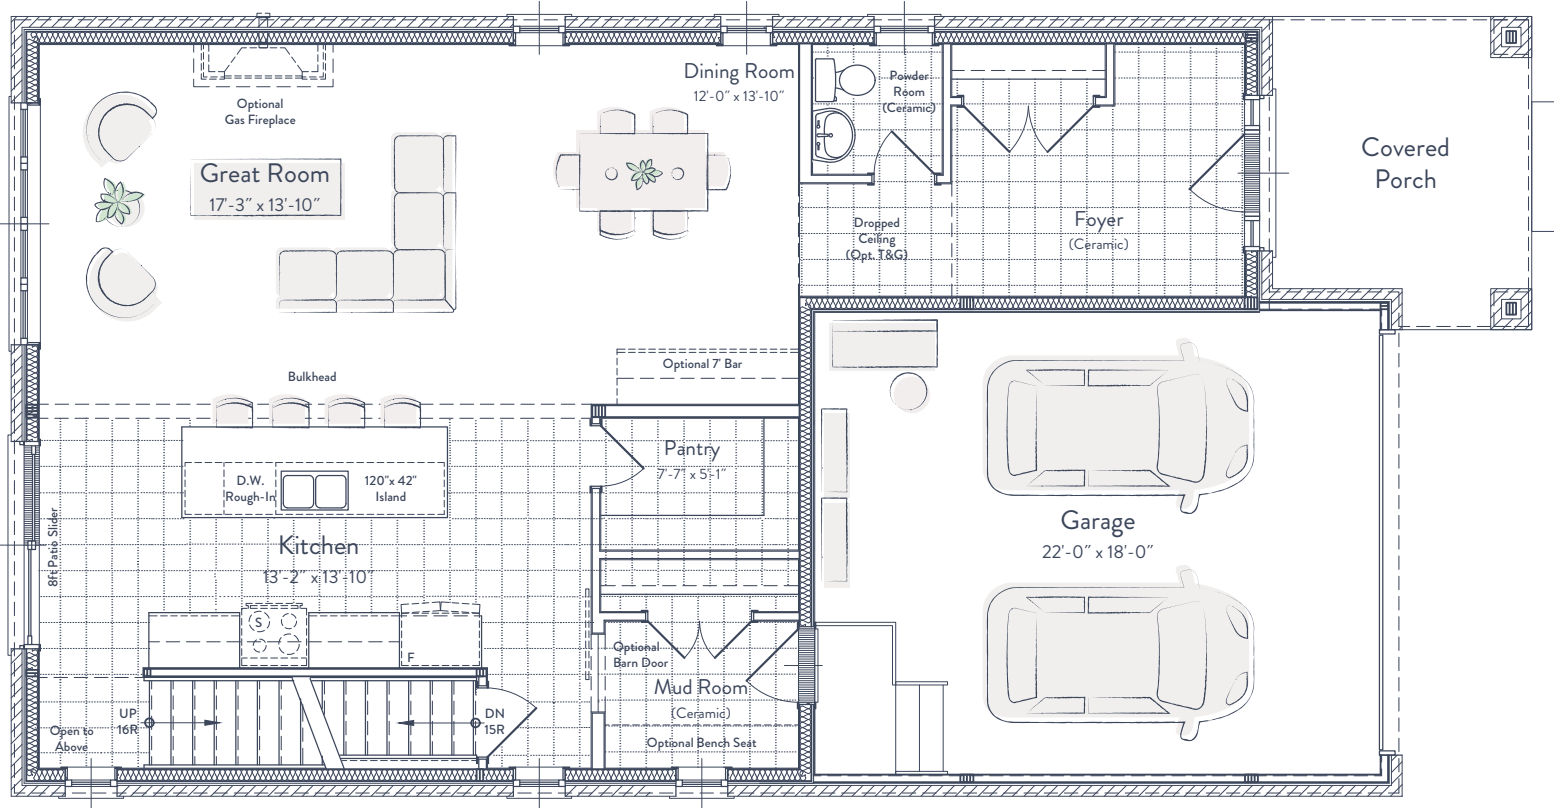 Dining Room
12'-0" x 13'-10"
Powder
Room
(Ceramic)
Optional
Gas Fireplace
Great Room
17'-3" x 13'-10"
Covered
Porch
Foyer
(Ceramic)
Dropped
Ceiling
(Opt. T&G)
Optional 7' Bar
Bulkhead
Pantry
7'-7" x 5'-1"
D.W.
Rough-In
120"x 42"
Island
8ft Patio Slider
Kitchen
13'-2" x 13'-10"
Garage
22'-0" x 18'-0"
S
F
Optional
Barn Door
Mud Room
(Ceramic)
Optional Bench Seat
UP
16R
DN
15R
Open to
Above